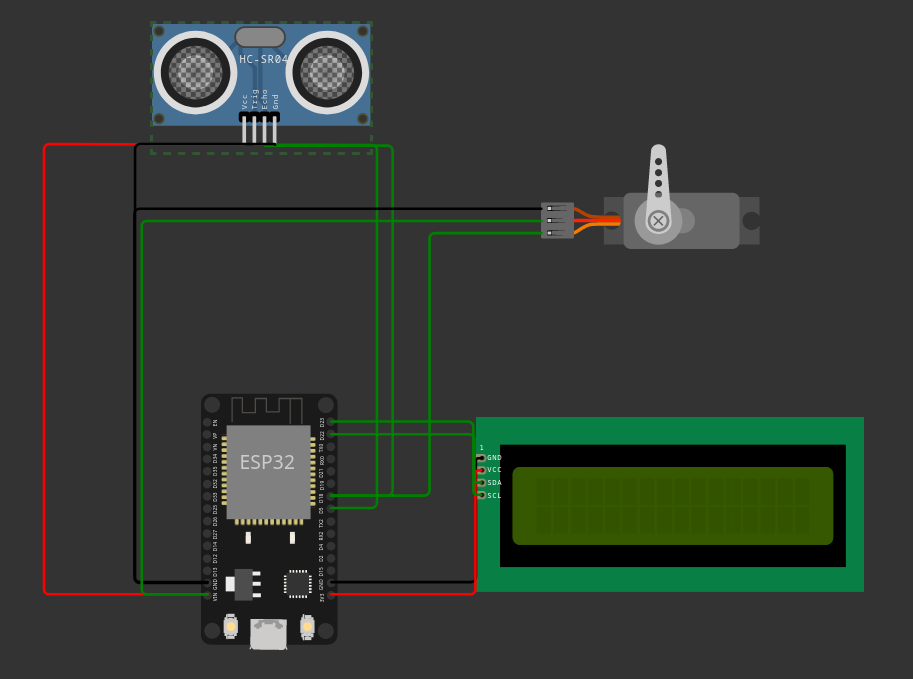 HC-SR04
Vcc
Trig
Echo
Gnd
ESP32
EN
VP
VN
D34
D35
D32
D33
D25
D26
D27
D14
D12
D13
GND
VIN
D23
D22
TX0
RX0
D21
D19
D18
D5
TX2
RX2
D4
D2
D15
GND
3V3
1
GND
VCC
SDA
SCL